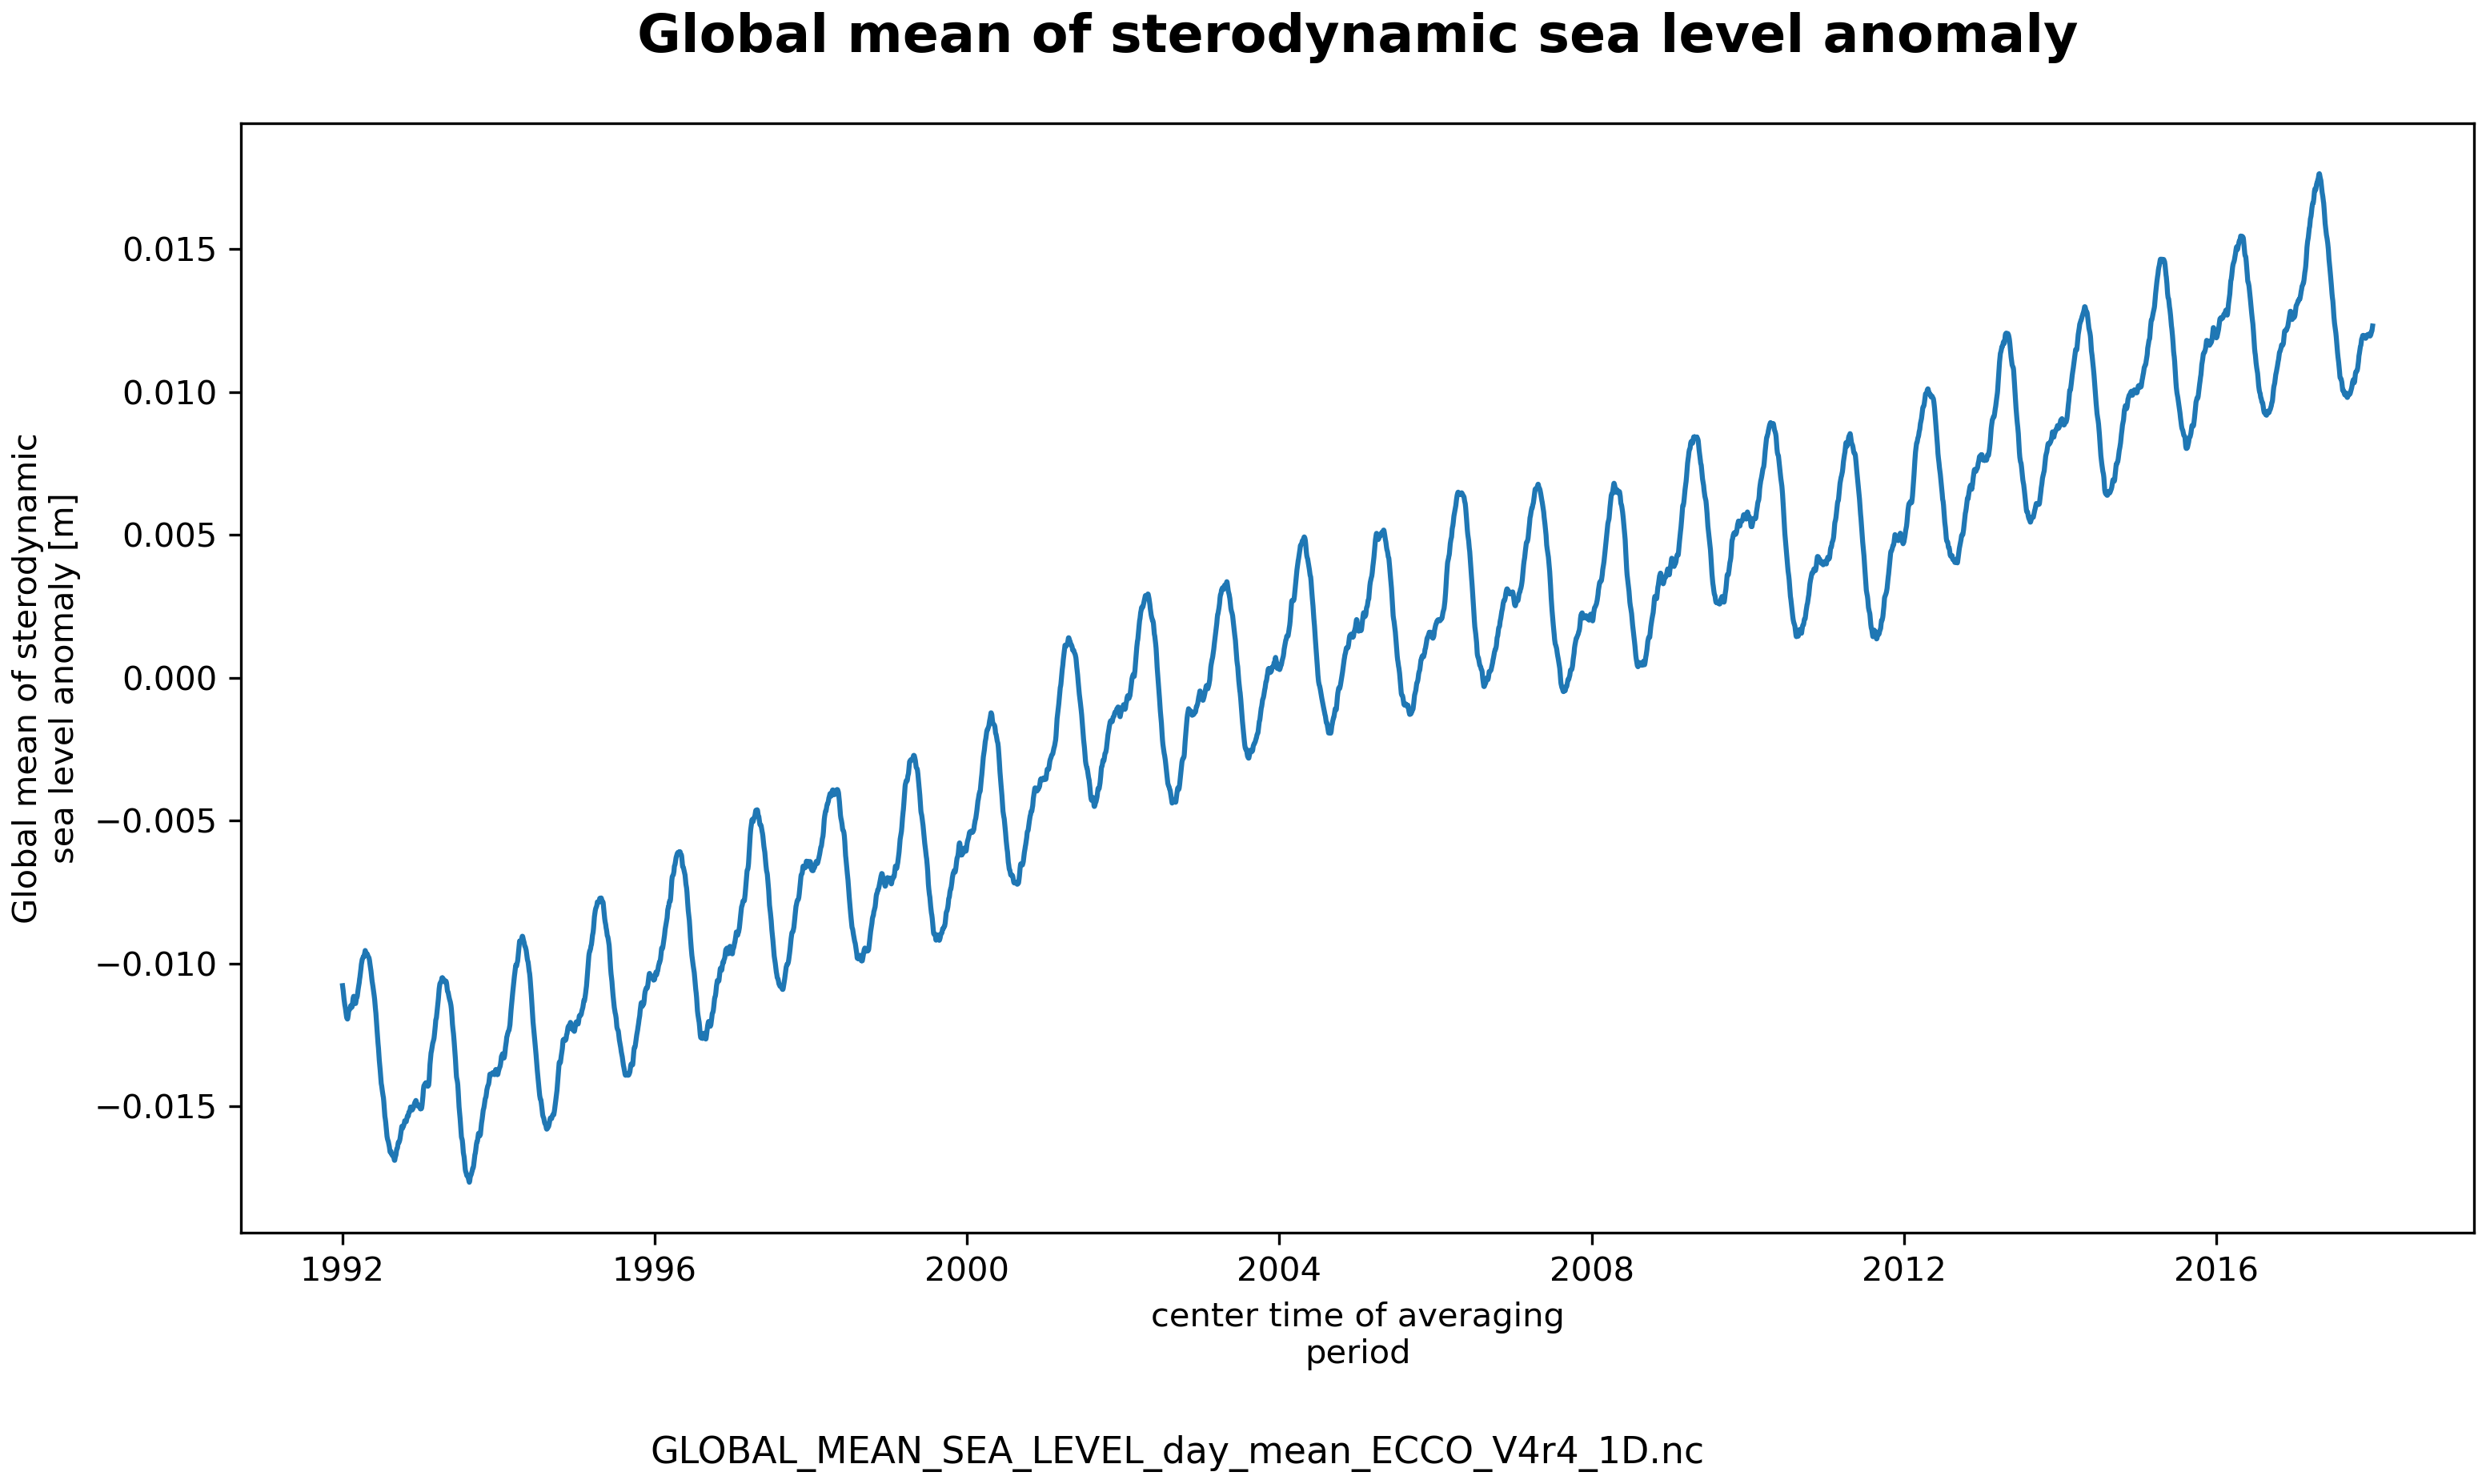 Global mean of sterodynamic sea level anomaly
Global mean of sterodynamic
sea level anomaly [m]
0.015
0.010
0.005
0.000
−0.005
−0.010
−0.015
1992 1996 2000 2004 2008 2012 2016
center time of averaging
period
GLOBAL_MEAN_SEA_LEVEL_day_mean_ECCO_V4r4_1D.nc